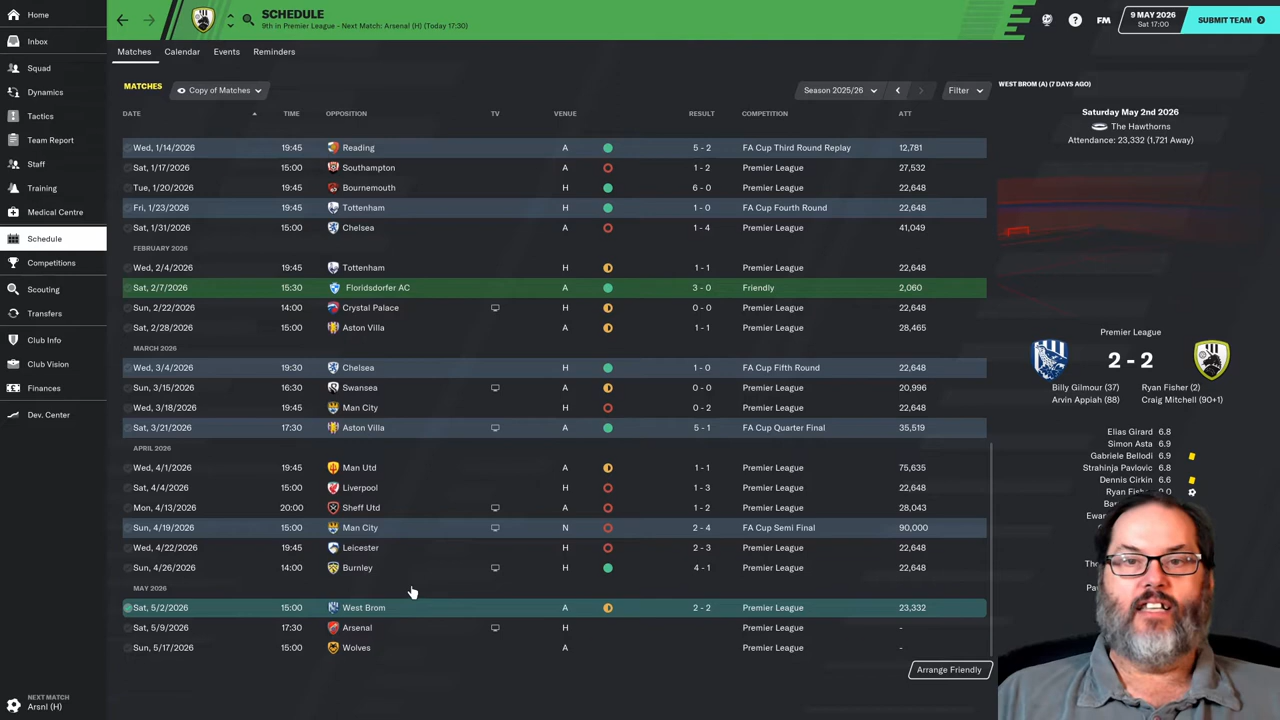 Home
Inbox
Squad
Dynamics
Tactics
Team Report
Staff
Training
Medical Centre
Schedule
Competitions
Scouting
Transfers
Club Info
Club Vision
Finances
Dev. Center
NEXT MATCH
Arsnl (H)
SCHEDULE
9th in Premier League - Next Match: Arsenal (H) (Today 17:30)
FM
9 MAY 2026
Sat 17:00
SUBMIT TEAM
Matches Calendar Events Reminders
MATCHES Copy of Matches Season 2025/26 Filter
DATE TIME OPPOSITION TV VENUE RESULT COMPETITION ATT
Wed, 1/14/2026 19:45 Reading A 5 - 2 FA Cup Third Round Replay 12,781
Sat, 1/17/2026 15:00 Southampton A 1 - 2 Premier League 27,532
Tue, 1/20/2026 19:45 Bournemouth H 6 - 0 Premier League 22,648
Fri, 1/23/2026 19:45 Tottenham H 1 - 0 FA Cup Fourth Round 22,648
Sat, 1/31/2026 15:00 Chelsea A 1 - 4 Premier League 41,049
FEBRUARY 2026
Wed, 2/4/2026 19:45 Tottenham H 1 - 1 Premier League 22,648
Sat, 2/7/2026 15:30 Floridsdorfer AC A 3 - 0 Friendly 2,060
Sun, 2/22/2026 14:00 Crystal Palace H 0 - 0 Premier League 22,648
Sat, 2/28/2026 15:00 Aston Villa A 1 - 1 Premier League 28,465
MARCH 2026
Wed, 3/4/2026 19:30 Chelsea H 1 - 0 FA Cup Fifth Round 22,648
Sun, 3/15/2026 16:30 Swansea A 0 - 0 Premier League 20,996
Wed, 3/18/2026 19:45 Man City H 0 - 2 Premier League 22,648
Sat, 3/21/2026 17:30 Aston Villa A 5 - 1 FA Cup Quarter Final 35,519
APRIL 2026
Wed, 4/1/2026 19:45 Man Utd A 1 - 1 Premier League 75,635
Sat, 4/4/2026 15:00 Liverpool H 1 - 3 Premier League 22,648
Mon, 4/13/2026 20:00 Sheff Utd A 1 - 2 Premier League 28,043
Sun, 4/19/2026 15:00 Man City N 2 - 4 FA Cup Semi Final 90,000
Wed, 4/22/2026 19:45 Leicester H 2 - 3 Premier League 22,648
Sun, 4/26/2026 14:00 Burnley H 4 - 1 Premier League 22,648
MAY 2026
Sat, 5/2/2026 15:00 West Brom A 2 - 2 Premier League 23,332
Sat, 5/9/2026 17:30 Arsenal H Premier League -
Sun, 5/17/2026 15:00 Wolves A Premier League -
Arrange Friendly
WEST BROM (A) (7 DAYS AGO)
Saturday May 2nd 2026
The Hawthorns
Attendance: 23,332 (1,721 Away)
Premier League
2 - 2
Billy Gilmour (37) Ryan Fisher (2)
Arvin Appiah (88) Craig Mitchell (90+1)
Elias Girard 6.8
Simon Asta 6.9
Gabriele Bellodi 6.9
Strahinja Pavlovic 6.8
Dennis Cirkin 6.6
Ryan